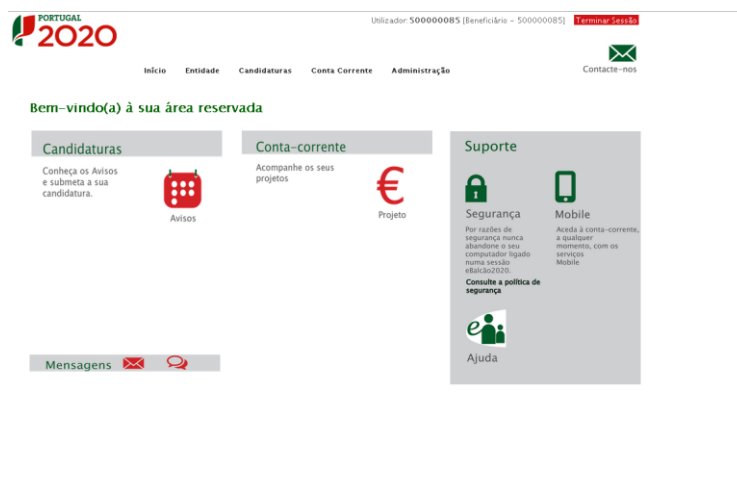 PORTUGAL
2020
Utilizador: 500000085 [Beneficiário - 500000085] Terminar Sessão
Contacte-nos
Início Entidade Candidaturas Conta Corrente Administração
Bem-vindo(a) à sua área reservada
Candidaturas
Conheça os Avisos
e submeta a sua
candidatura.
Avisos
Conta-corrente
Acompanhe os seus
projetos
Projeto
Suporte
Segurança
Por razões de
segurança nunca
abandone o seu
computador ligado
numa sessão
eBalcão2020.
Consulte a política de
segurança
Mobile
Aceda à conta-corrente,
a qualquer
momento, com os
serviços
Mobile
Ajuda
Mensagens